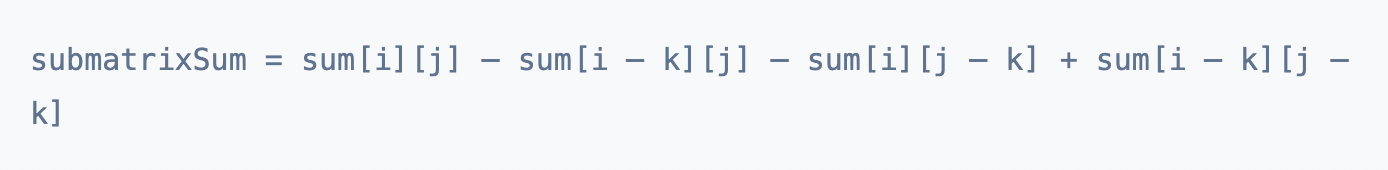 submatrixSum = sum[i][j] − sum[i − k][j] − sum[i][j − k] + sum[i − k][j −
k]